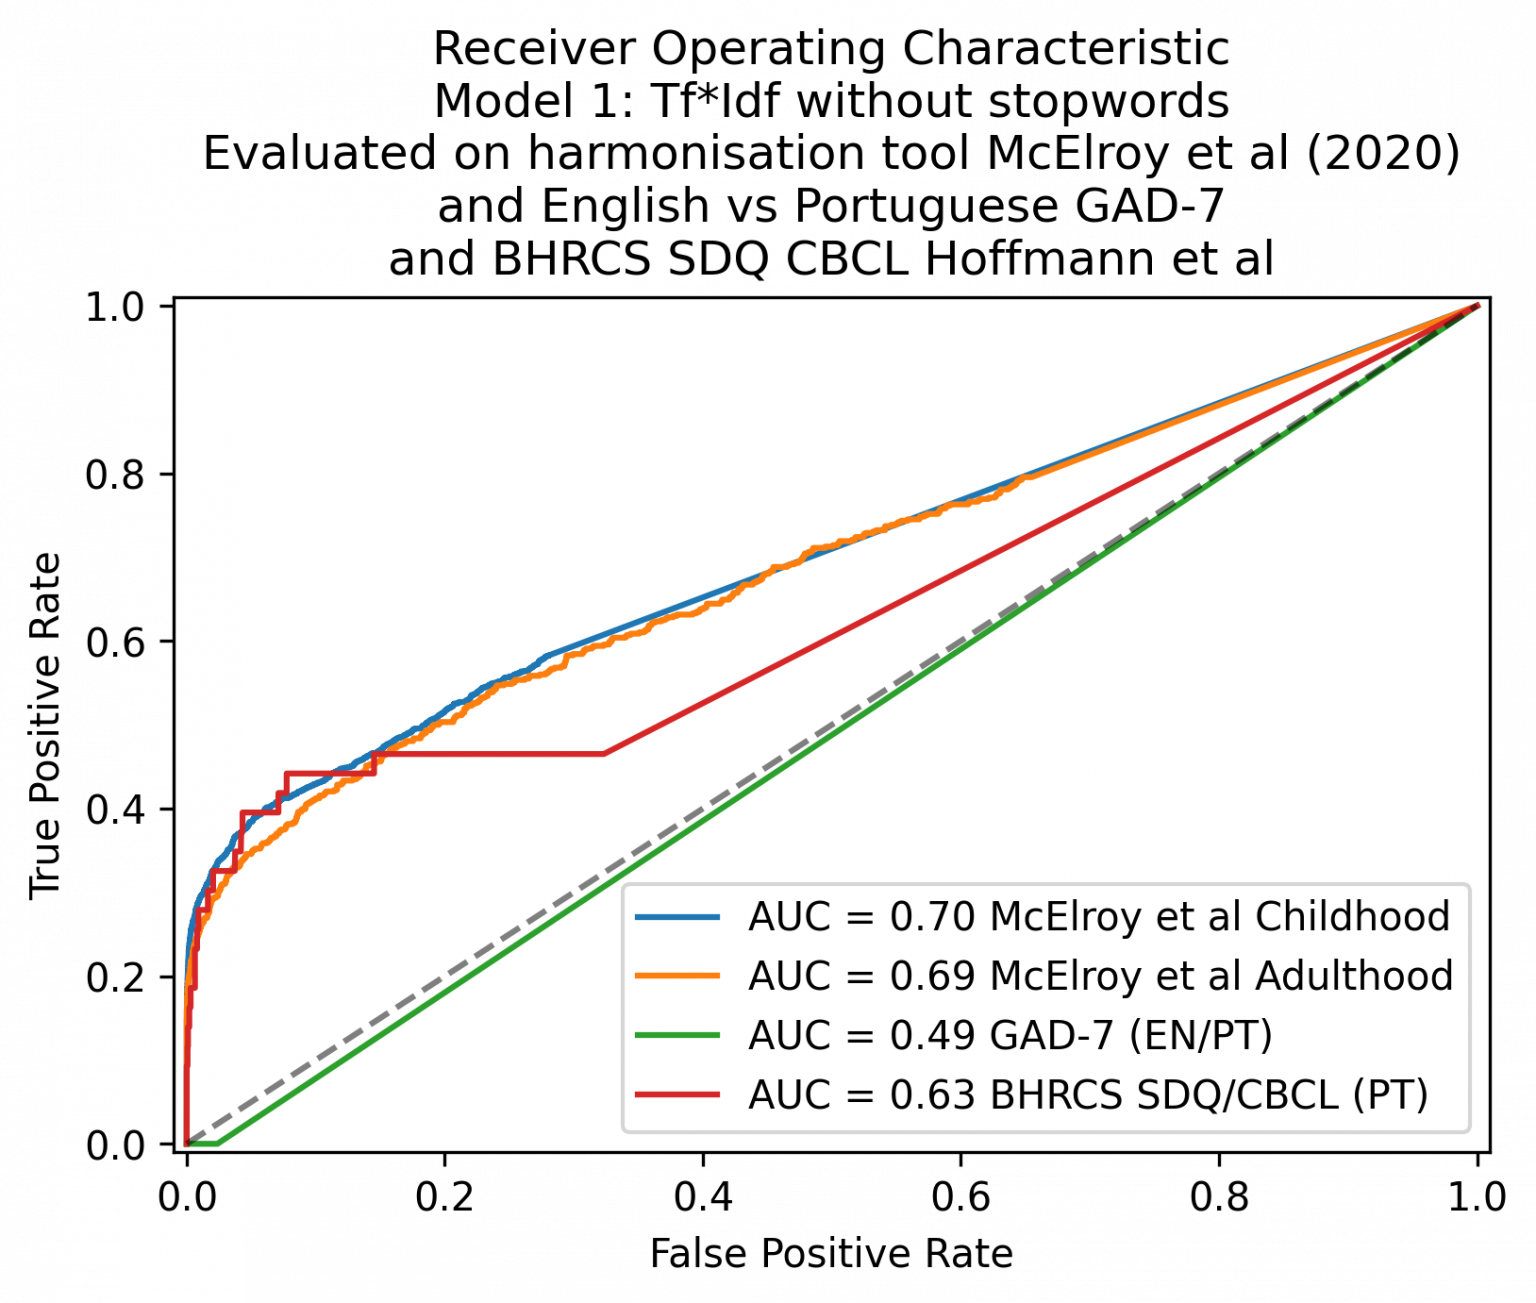 Receiver Operating Characteristic
Model 1: Tf*Idf without stopwords
Evaluated on harmonisation tool McElroy et al (2020)
and English vs Portuguese GAD-7
and BHRCS SDQ CBCL Hoffmann et al
1.0
0.8
0.6
0.4
0.2
0.0
True Positive Rate
AUC = 0.70 McElroy et al Childhood
AUC = 0.69 McElroy et al Adulthood
AUC = 0.49 GAD-7 (EN/PT)
AUC = 0.63 BHRCS SDQ/CBCL (PT)
0.0 0.2 0.4 0.6 0.8 1.0
False Positive Rate